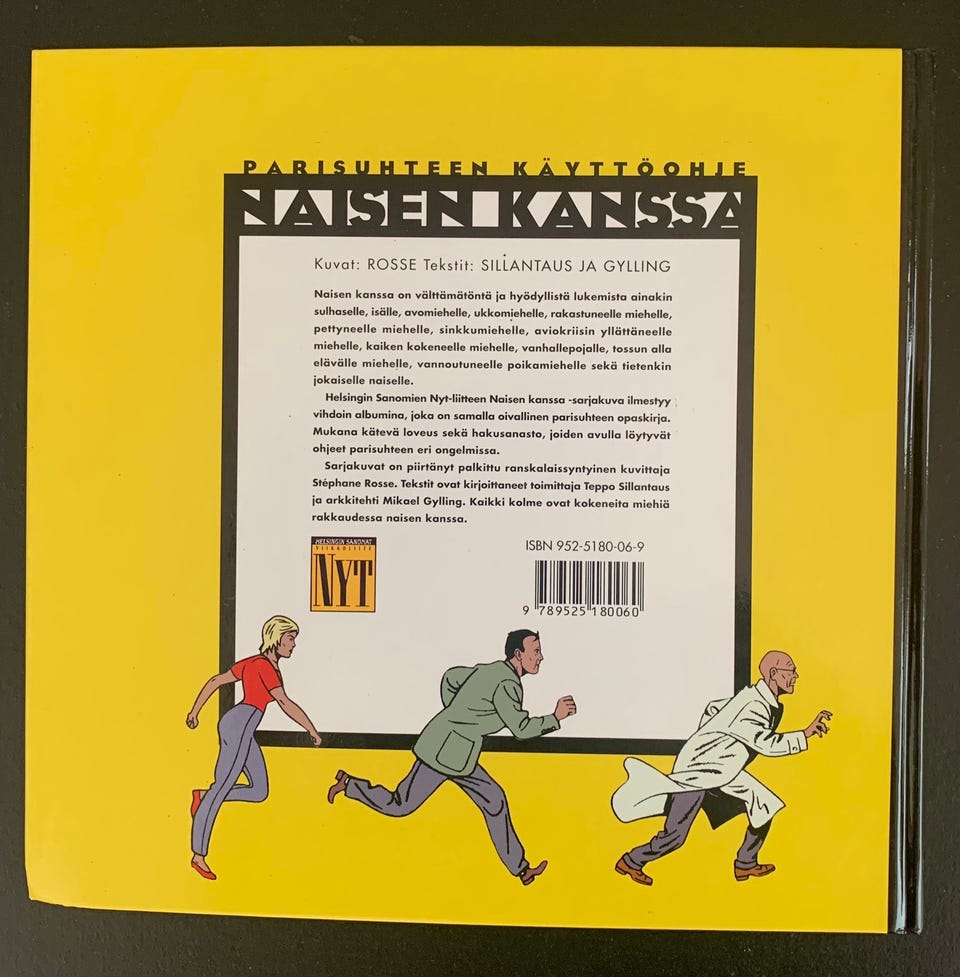 PARISUHTEEN KÄYTTÖOHJE
NAISEN KANSSA
Kuvat: ROSSE Tekstit: SILLANTAUS JA GYLLING
Naisen kanssa on välttämätöntä ja hyödyllistä lukemista ainakin
sulhaselle, isälle, avomiehelle, ukkomiehelle, rakastuneelle miehelle,
pettyneelle miehelle, sinkkumiehelle, aviokriisin yllättäneelle
miehelle, kaiken kokeneelle miehelle, vanhallepojalle, tossun alla
elävälle miehelle, vannoutuneelle poikamiehelle sekä tietenkin
jokaiselle naiselle.
Helsingin Sanomien Nyt-liitteen Naisen kanssa -sarjakuva ilmestyy
vihdoin albumina, joka on samalla oivallinen parisuhteen opaskirja.
Mukana kätevä loveus sekä hakusanasto, joiden avulla löytyvät
ohjeet parisuhteen eri ongelmissa.
Sarjakuvat on piirtänyt palkittu ranskalaissyntyinen kuvittaja
Stéphane Rosse. Tekstit ovat kirjoittaneet toimittaja Teppo Sillantaus
ja arkkitehti Mikael Gylling. Kaikki kolme ovat kokeneita miehiä
rakkaudessa naisen kanssa.
HELSINGIN SANOMAT
VIIKKOLIITE
NYT
ISBN 952-5180-06-9
9 789525 180060